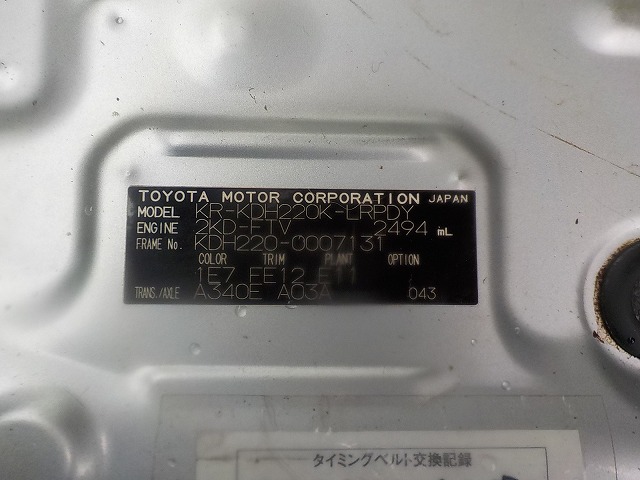 TOYOTA MOTOR CORPORATION JAPAN
MODEL KR-KDH220K-LRPDY
ENGINE 2KD-FTV 2494 mL
FRAME No. KDH220-0007131
COLOR TRIM PLANT OPTION
1E7 FE12 E11
TRANS./AXLE A340E A03A 043
タイミングベルト交換記録